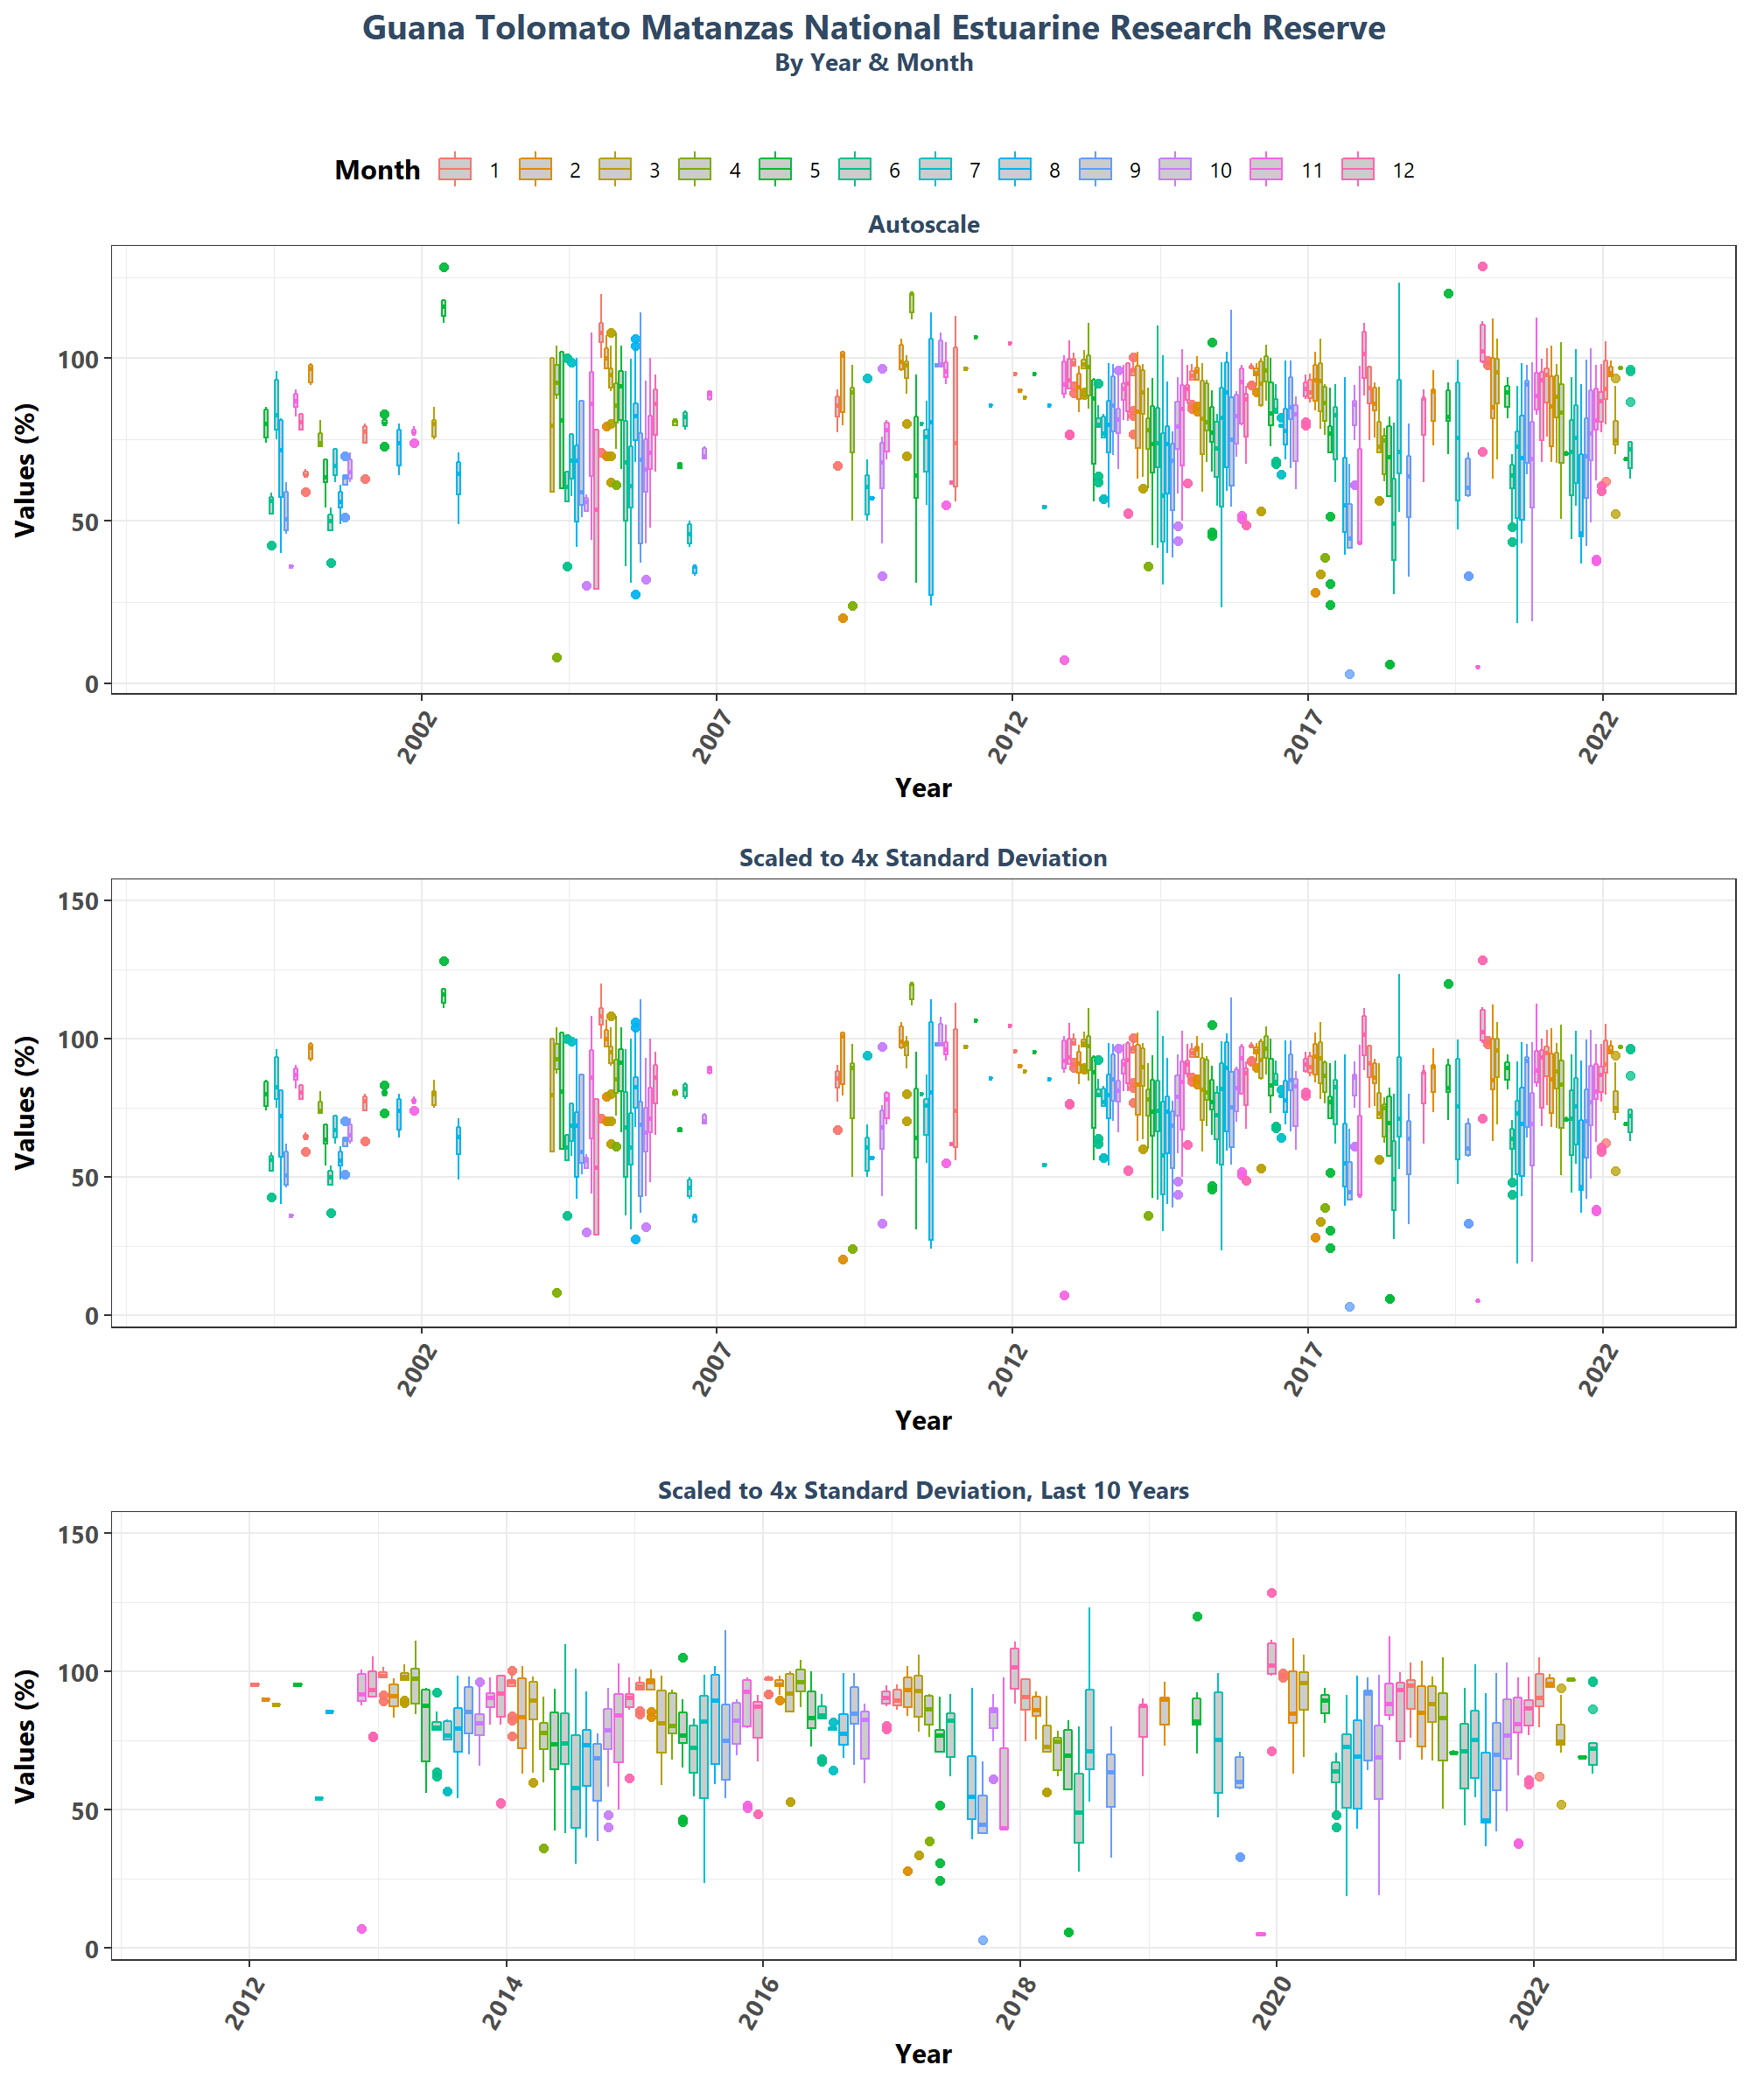 Guana Tolomato Matanzas National Estuarine Research Reserve
By Year & Month
Month 1 2 3 4 5 6 7 8 9 10 11 12
Autoscale
Values (%)
100
50
0
2002 2007 2012 2017 2022
Year
Scaled to 4x Standard Deviation
Values (%)
150
100
50
0
2002 2007 2012 2017 2022
Year
Scaled to 4x Standard Deviation, Last 10 Years
Values (%)
150
100
50
0
2012 2014 2016 2018 2020 2022
Year